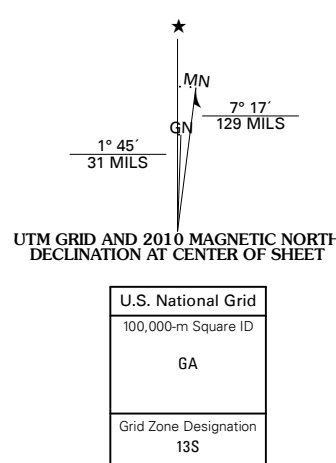 ★
MN
7° 17´
129 MILS
GN
1° 45´
31 MILS
UTM GRID AND 2010 MAGNETIC NORTH
DECLINATION AT CENTER OF SHEET
U.S. National Grid
100,000-m Square ID
GA
Grid Zone Designation
13S